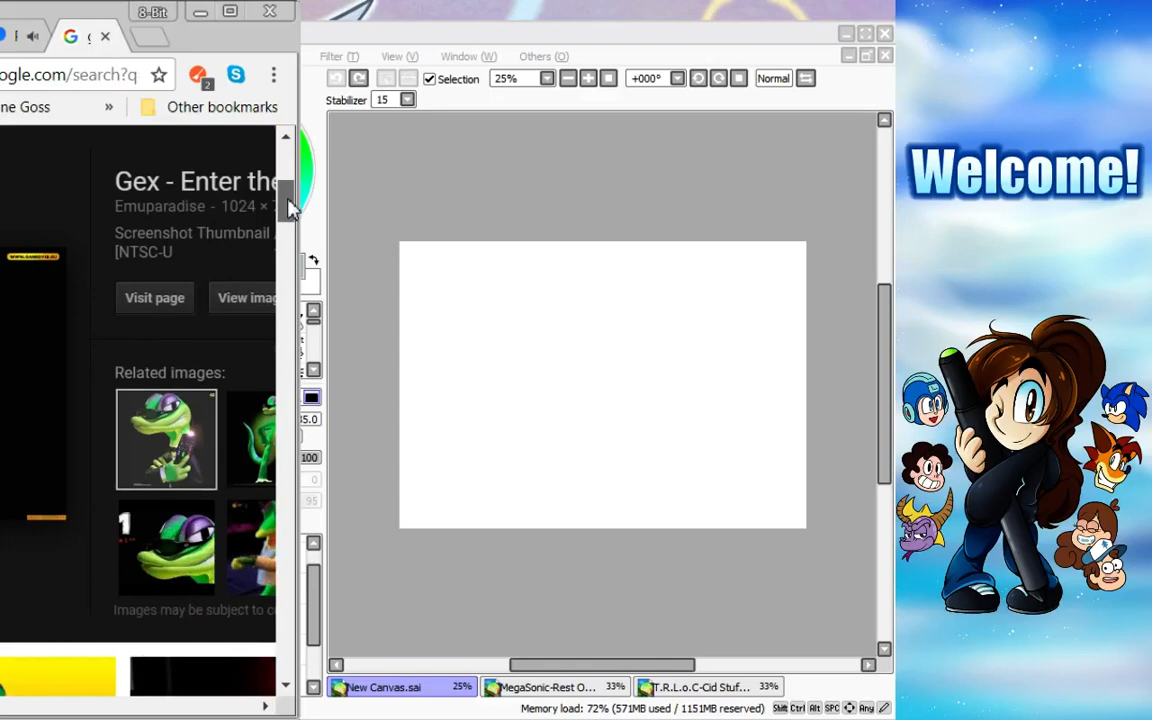 8-Bit
ogle.com/search?q
2
ne Goss
»
Other bookmarks
Gex - Enter the
Emuparadise - 1024 ×
Screenshot Thumbnail
[NTSC-U
Visit page
View imag
Related images:
Images may be subject to c
Filter (T)
View (V)
Window (W)
Others (O)
Selection
25%
+000°
Normal
Stabilizer
15
100
95
New Canvas.sai
25%
MegaSonic-Rest O...
33%
T.R.L.o.C-Cid Stuf...
33%
Memory load: 72% (571MB used / 1151MB reserved)
Shift Ctrl Alt SPC Any
Welcome!